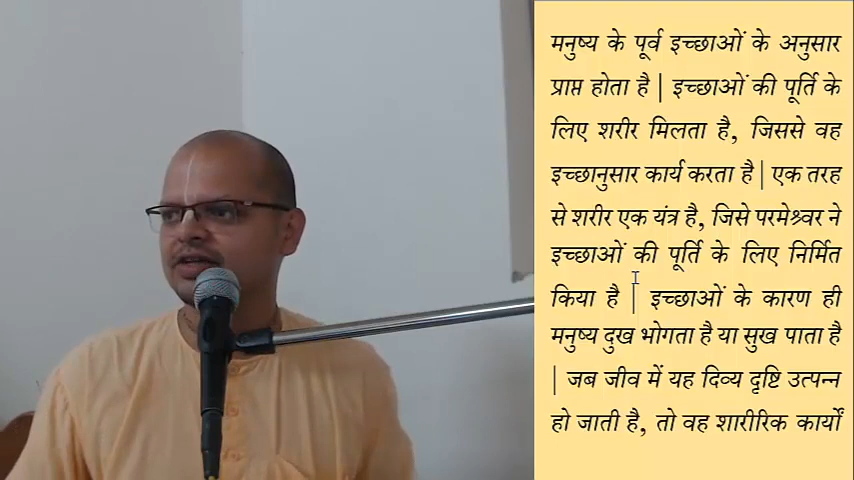 मनुष्य के पूर्व इच्छाओं के अनुसार
प्राप्त होता है | इच्छाओं की पूर्ति के
लिए शरीर मिलता है, जिससे वह
इच्छानुसार कार्य करता है | एक तरह
से शरीर एक यंत्र है, जिसे परमेश्वर ने
इच्छाओं की पूर्ति के लिए निर्मित
किया है | इच्छाओं के कारण ही
मनुष्य दुख भोगता है या सुख पाता है
| जब जीव में यह दिव्य दृष्टि उत्पन्न
हो जाती है, तो वह शारीरिक कार्यों